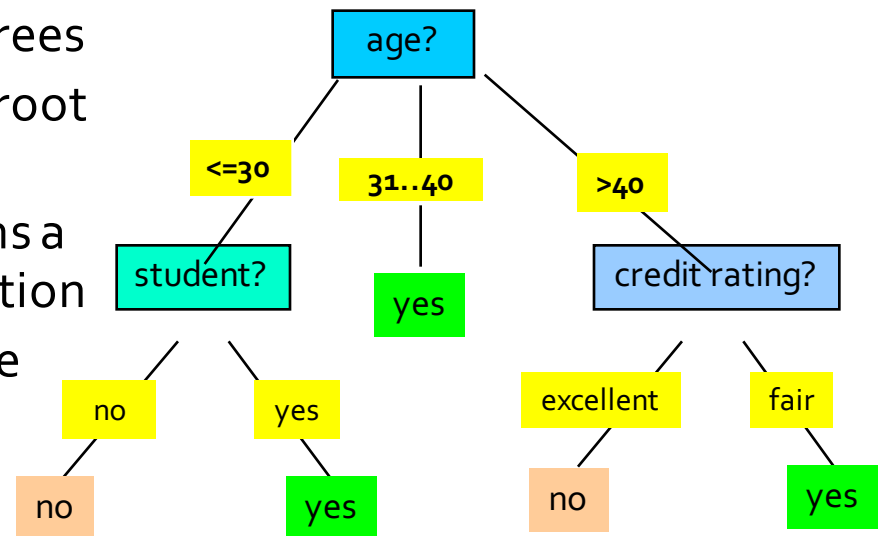 rees
root
ns a
tion
e
age?
<=30
31..40
>40
student?
yes
credit rating?
no
yes
excellent
fair
no
yes
no
yes